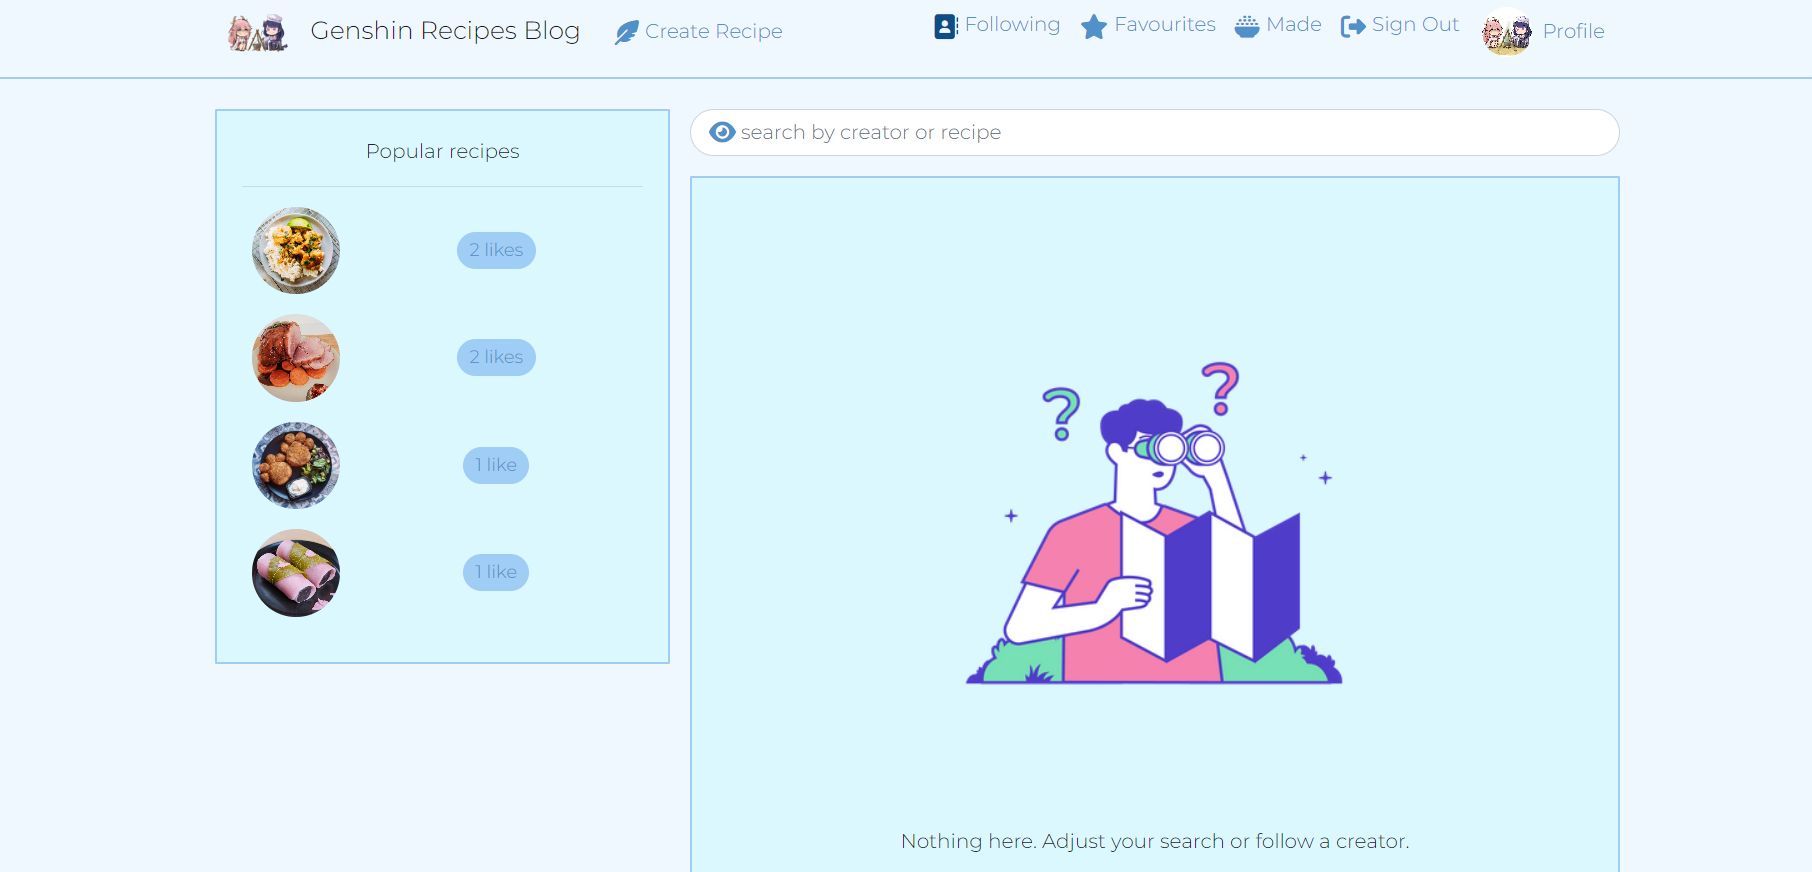 Genshin Recipes Blog
Create Recipe
Following
Favourites
Made
Sign Out
Profile
Popular recipes
2 likes
2 likes
1 like
1 like
search by creator or recipe
? ?
Nothing here. Adjust your search or follow a creator.